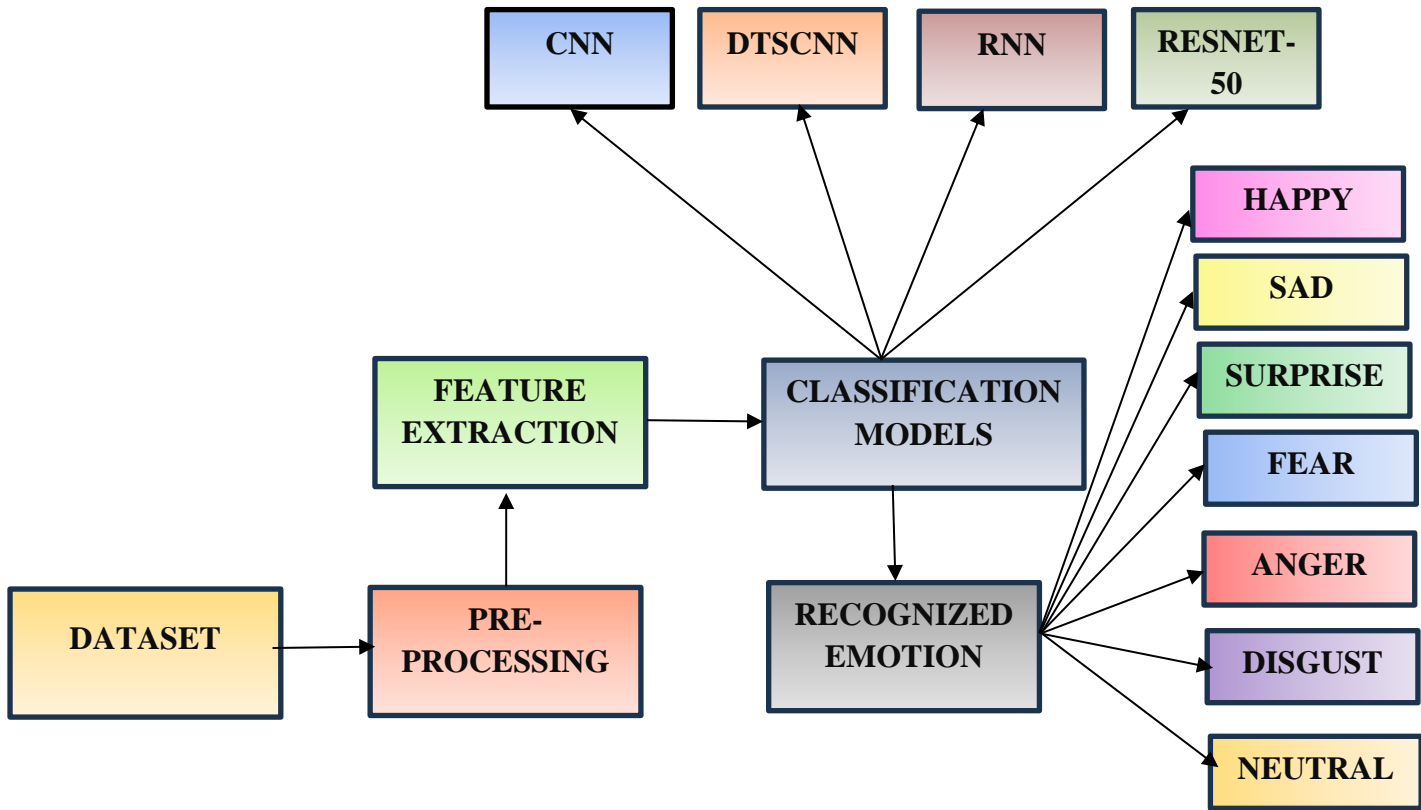 CNN
DTSCNN
RNN
RESNET-
50
HAPPY
SAD
SURPRISE
FEATURE
EXTRACTION
CLASSIFICATION
MODELS
FEAR
ANGER
DATASET
PRE-
PROCESSING
RECOGNIZED
EMOTION
DISGUST
NEUTRAL